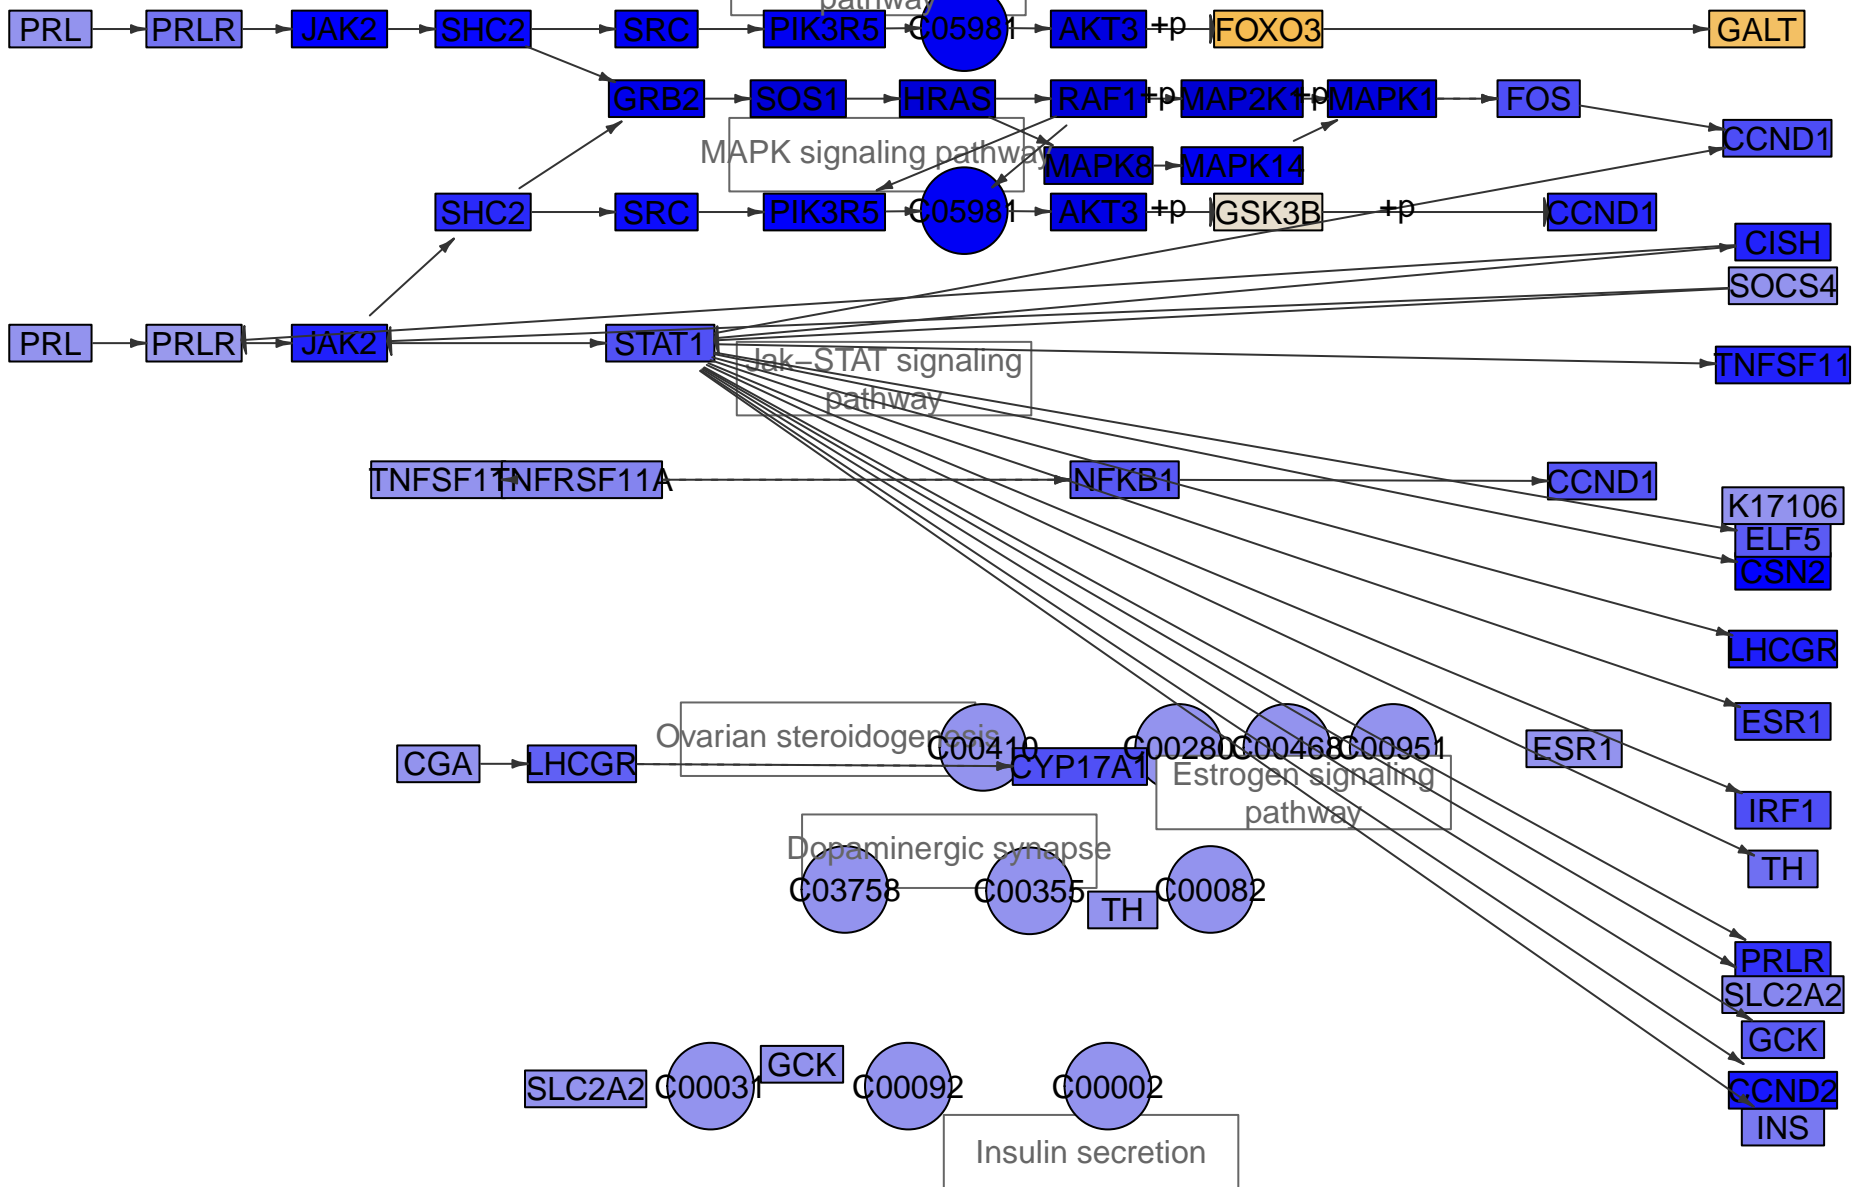 pathway
PRL
PRLR
JAK2
SHC2
SRC
PIK3R5
C05981
AKT3
+p
FOXO3
GALT
GRB2
SOS1
HRAS
RAF1
+p
MAP2K1
+p
MAPK1
FOS
CCND1
MAPK signaling pathway
MAPK8
MAPK14
SHC2
SRC
PIK3R5
C05981
AKT3
+p
GSK3B
+p
CCND1
CISH
SOCS4
PRL
PRLR
JAK2
STAT1
Jak–STAT signaling
pathway
TNFSF11
TNFSF11
TNFRSF11A
NFKB1
CCND1
K17106
ELF5
CSN2
LHCGR
ESR1
Ovarian steroidogenesis
C00410
C00280
C00468
C00951
ESR1
CGA
LHCGR
CYP17A1
Estrogen signaling
pathway
IRF1
Dopaminergic synapse
TH
C03758
C00355
TH
C00082
PRLR
SLC2A2
GCK
SLC2A2
C00031
GCK
C00092
C00002
CCND2
INS
Insulin secretion